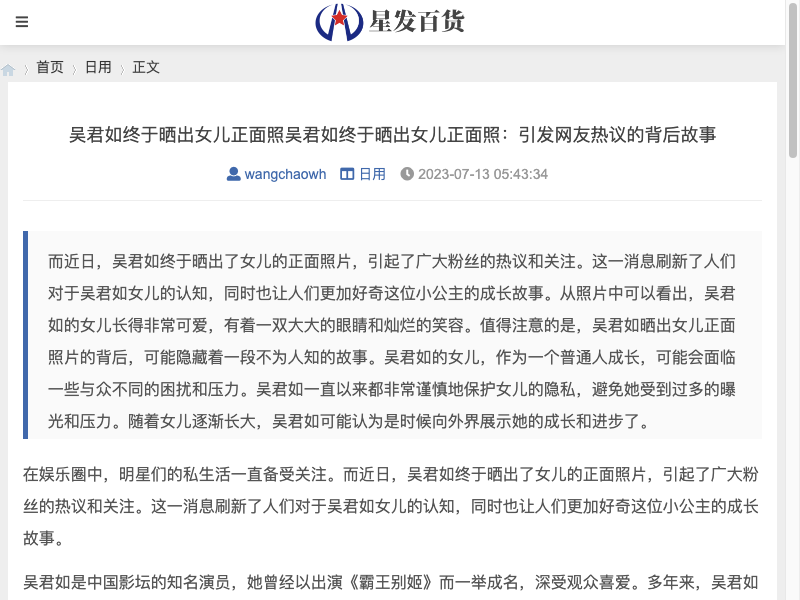 星发百货
首页 日用 正文
吴君如终于晒出女儿正面照吴君如终于晒出女儿正面照：引发网友热议的背后故事
wangchaowh 日用 2023-07-13 05:43:34
而近日，吴君如终于晒出了女儿的正面照片，引起了广大粉丝的热议和关注。这一消息刷新了人们
对于吴君如女儿的认知，同时也让人们更加好奇这位小公主的成长故事。从照片中可以看出，吴君
如的女儿长得非常可爱，有着一双大大的眼睛和灿烂的笑容。值得注意的是，吴君如晒出女儿正面
照片的背后，可能隐藏着一段不为人知的故事。吴君如的女儿，作为一个普通人成长，可能会面临
一些与众不同的困扰和压力。吴君如一直以来都非常谨慎地保护女儿的隐私，避免她受到过多的曝
光和压力。随着女儿逐渐长大，吴君如可能认为是时候向外界展示她的成长和进步了。
在娱乐圈中，明星们的私生活一直备受关注。而近日，吴君如终于晒出了女儿的正面照片，引起了广大粉
丝的热议和关注。这一消息刷新了人们对于吴君如女儿的认知，同时也让人们更加好奇这位小公主的成长
故事。
吴君如是中国影坛的知名演员，她曾经以出演《霸王别姬》而一举成名，深受观众喜爱。多年来，吴君如